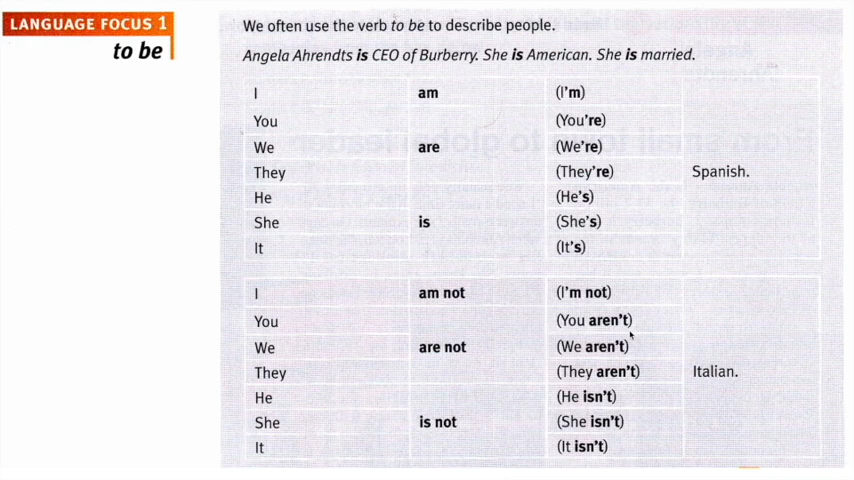 LANGUAGE FOCUS 1
to be
We often use the verb to be to describe people.
Angela Ahrendts is CEO of Burberry. She is American. She is married.
I am (I'm)
You (You're)
We are (We're)
They (They're) Spanish.
He (He's)
She is (She's)
It (It's)
I am not (I'm not)
You (You aren't)
We are not (We aren't)
They (They aren't) Italian.
He (He isn't)
She is not (She isn't)
It (It isn't)